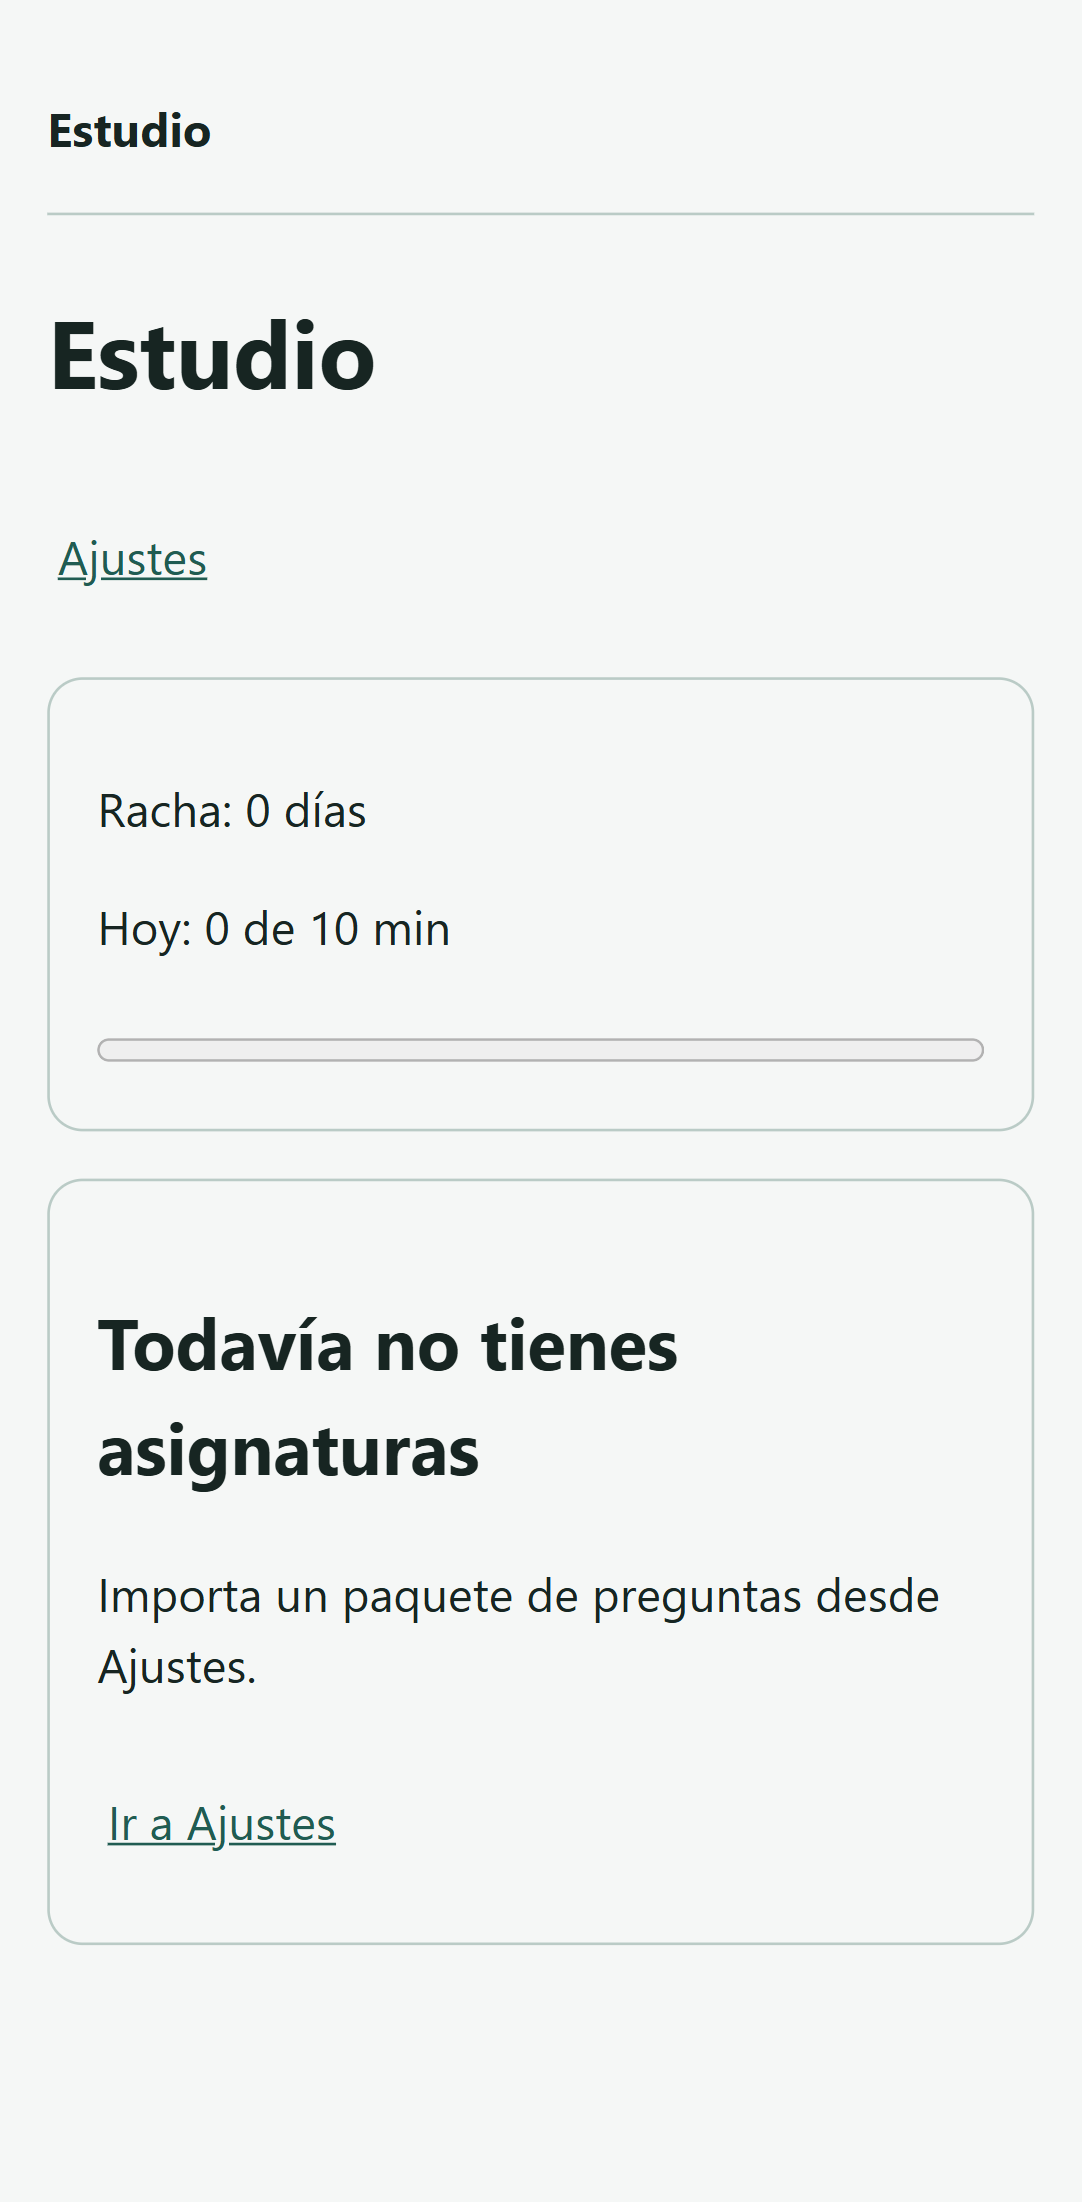 Estudio
Estudio
Ajustes
Racha: 0 días
Hoy: 0 de 10 min
Todavía no tienes
asignaturas
Importa un paquete de preguntas desde
Ajustes.
Ir a Ajustes